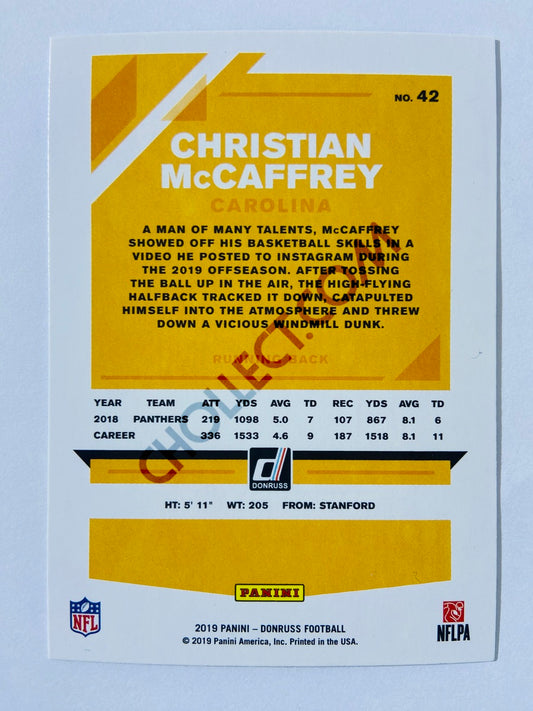 NO. 42
CHRISTIAN
McCAFFREY
CAROLINA
A MAN OF MANY TALENTS, McCAFFREY
SHOWED OFF HIS BASKETBALL SKILLS IN A
VIDEO HE POSTED TO INSTAGRAM DURING
THE 2019 OFFSEASON. AFTER TOSSING
THE BALL UP IN THE AIR, THE HIGH-FLYING
HALFBACK TRACKED IT DOWN, CATAPULTED
HIMSELF INTO THE ATMOSPHERE AND THREW
DOWN A VICIOUS WINDMILL DUNK.
RUNNING BACK
CHOLLECT.COM
YEAR TEAM ATT YDS AVG TD REC YDS AVG TD
2018 PANTHERS 219 1098 5.0 7 107 867 8.1 6
CAREER 336 1533 4.6 9 187 1518 8.1 11
d
DONRUSS
HT: 5' 11" WT: 205 FROM: STANFORD
PANINI
NFL
2019 PANINI – DONRUSS FOOTBALL
© 2019 Panini America, Inc. Printed in the USA.
NFLPA